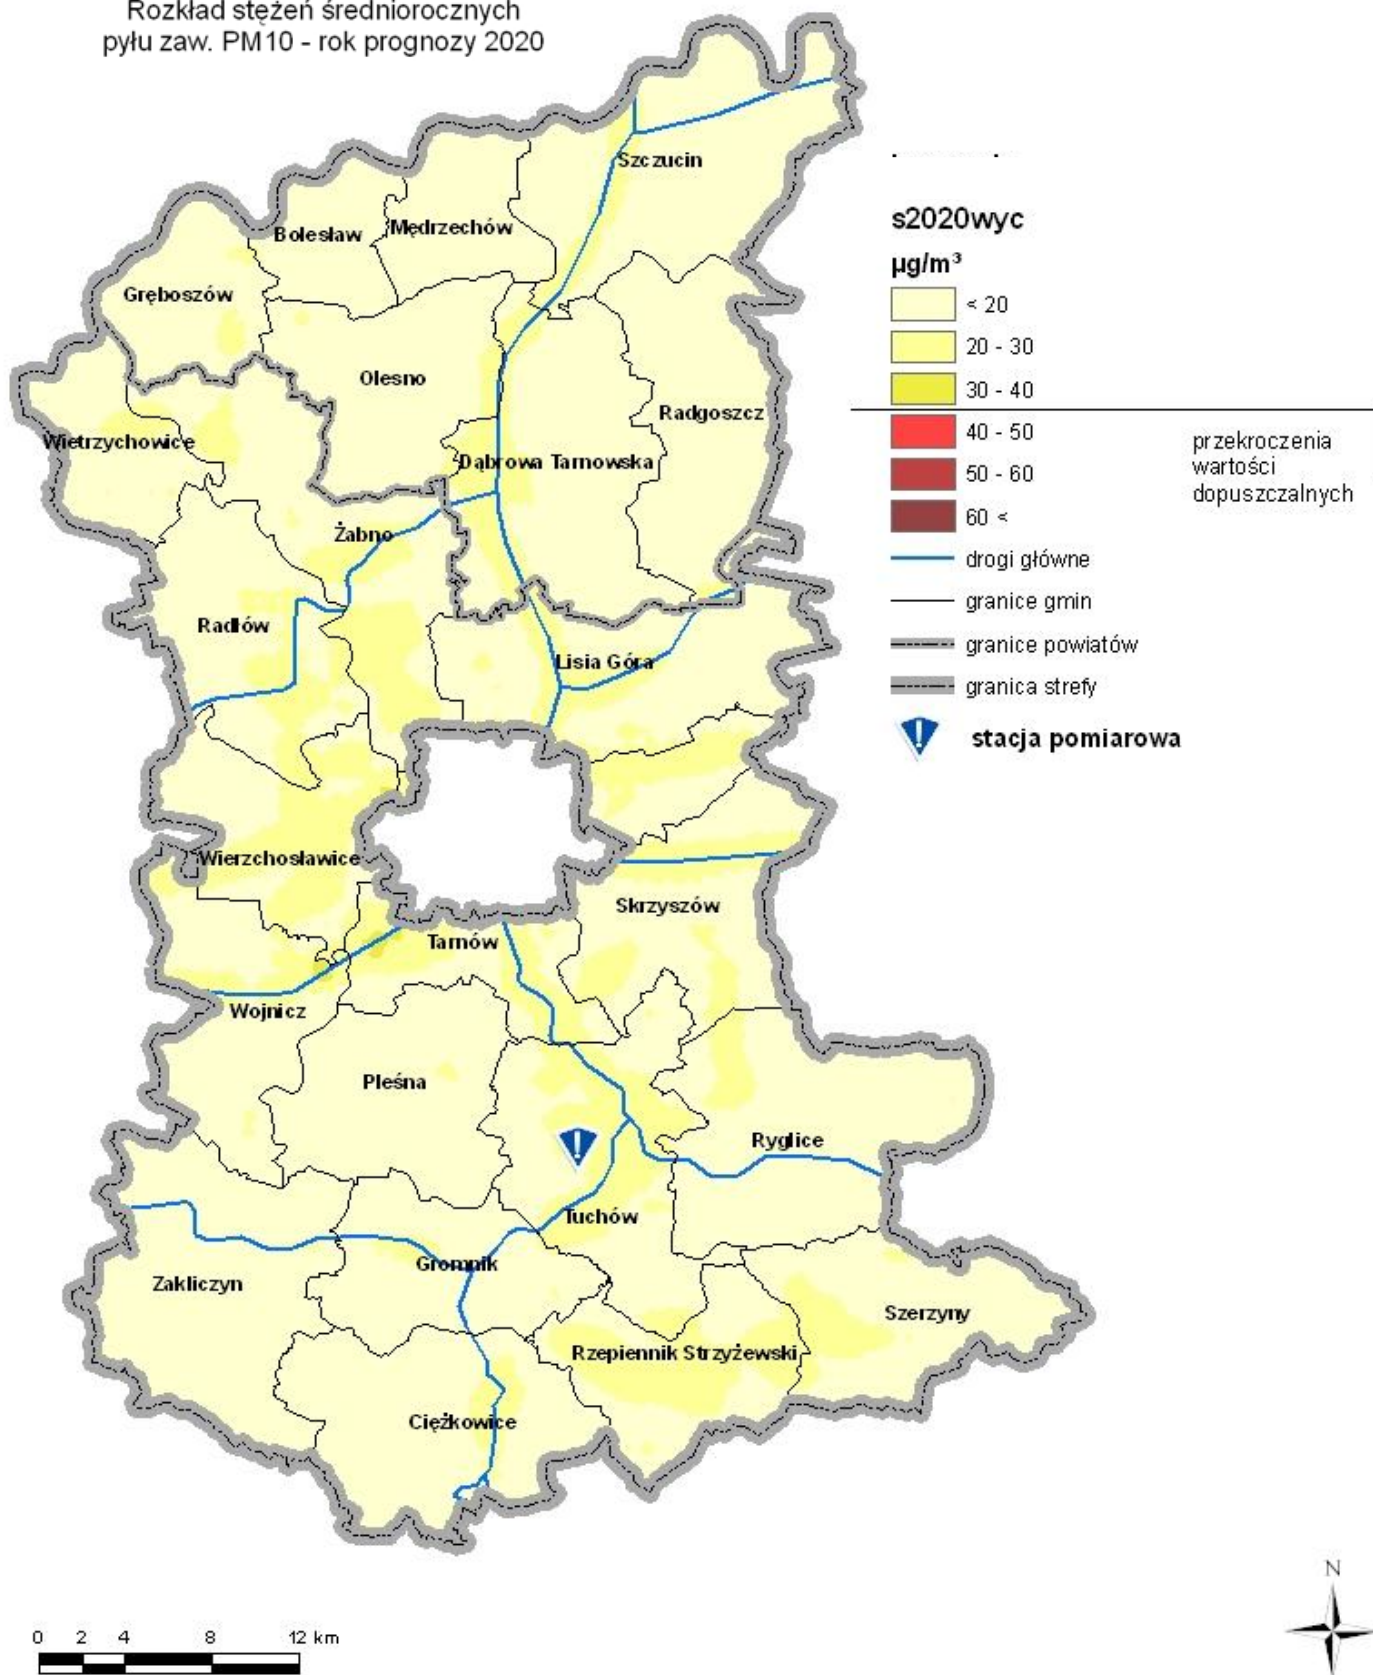 Rozkład stężeń średniorocznych
pyłu zaw. PM10 - rok prognozy 2020
Szczucin
Bolesław
Mędrzechów
Gręboszów
Olesno
Radgoszcz
Wietrzychowice
Dąbrowa Tarnowska
Żabno
Radłów
Lisia Góra
Wierzchosławice
Skrzyszów
Tarnów
Wojnicz
Pleśna
Ryglice
Tuchów
Gromnik
Zakliczyn
Szerzyny
Rzepiennik Strzyżewski
Ciężkowice
s2020wyc
µg/m³
< 20
20 - 30
30 - 40
40 - 50
50 - 60
60 <
przekroczenia
wartości
dopuszczalnych
drogi główne
granice gmin
granice powiatów
granica strefy
stacja pomiarowa
0 2 4 8 12 km
N